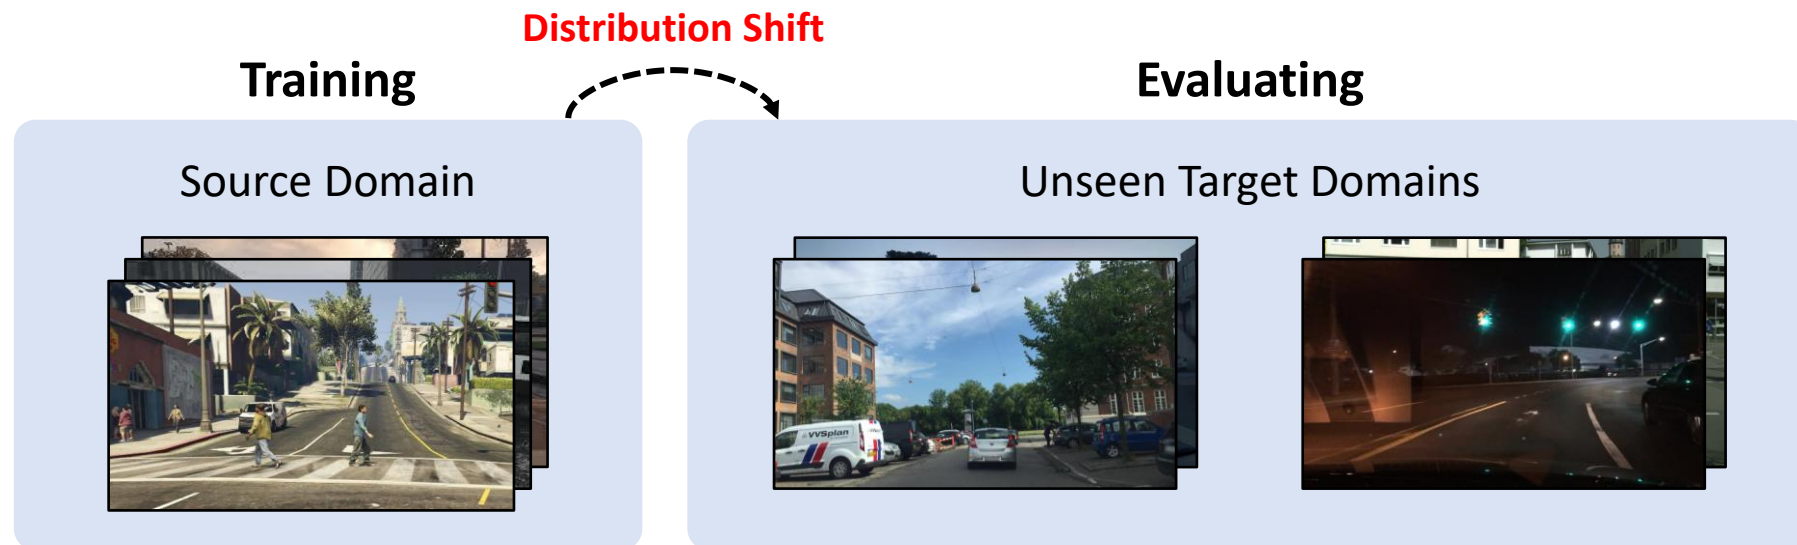 Distribution Shift
Training
Evaluating
Source Domain
Unseen Target Domains
VVSplan